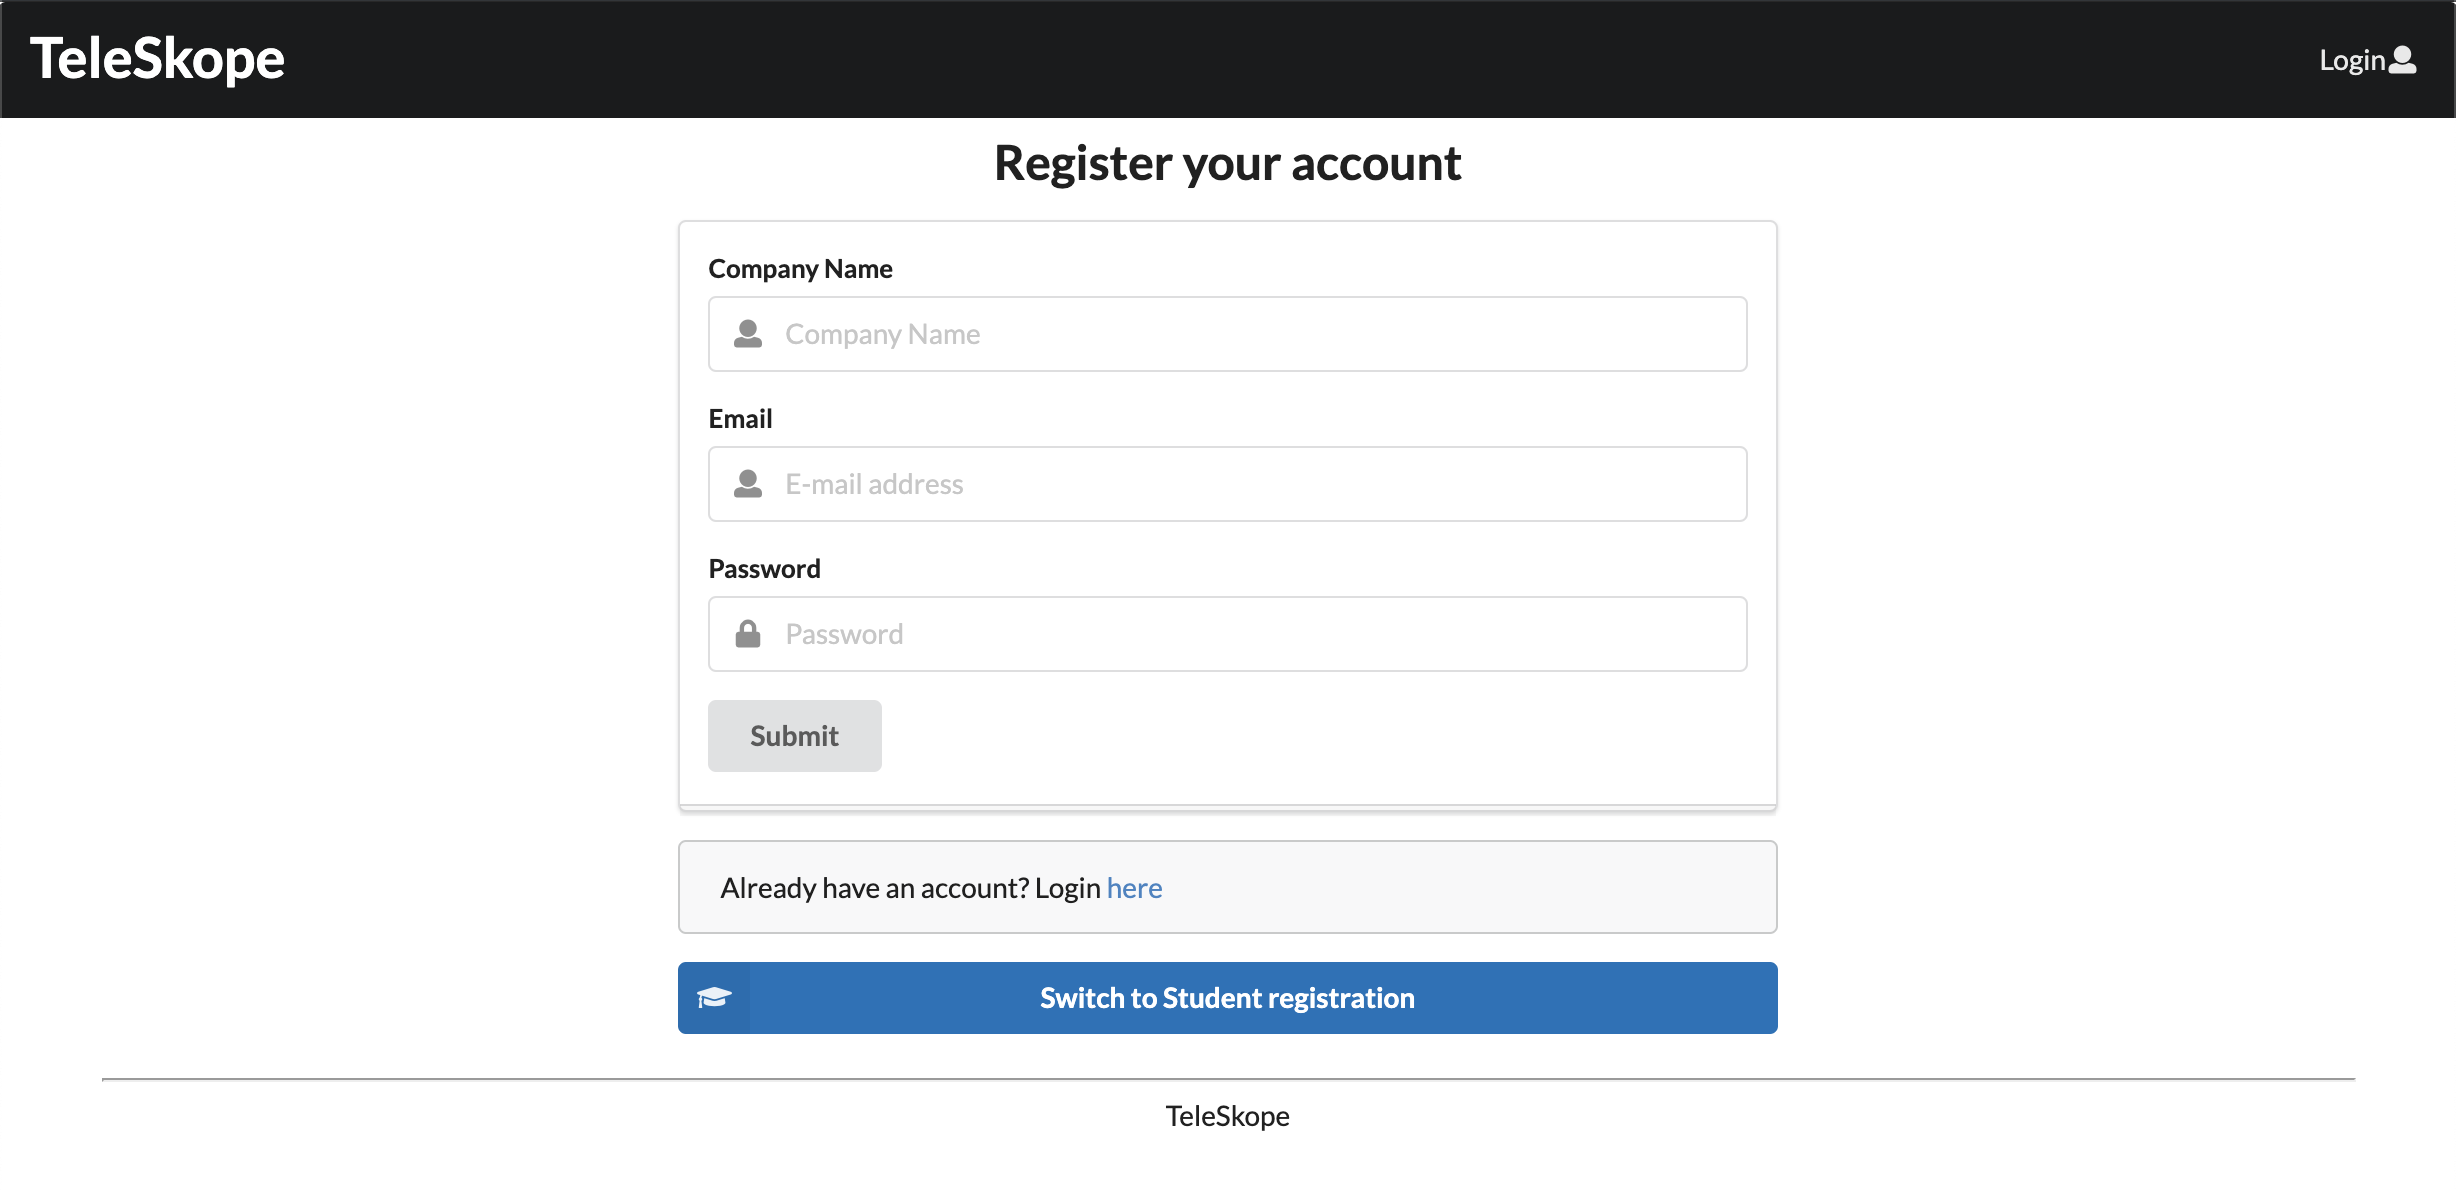 TeleSkope
Login
Register your account
Company Name
Company Name
Email
E-mail address
Password
Password
Submit
Already have an account? Login here
Switch to Student registration
TeleSkope